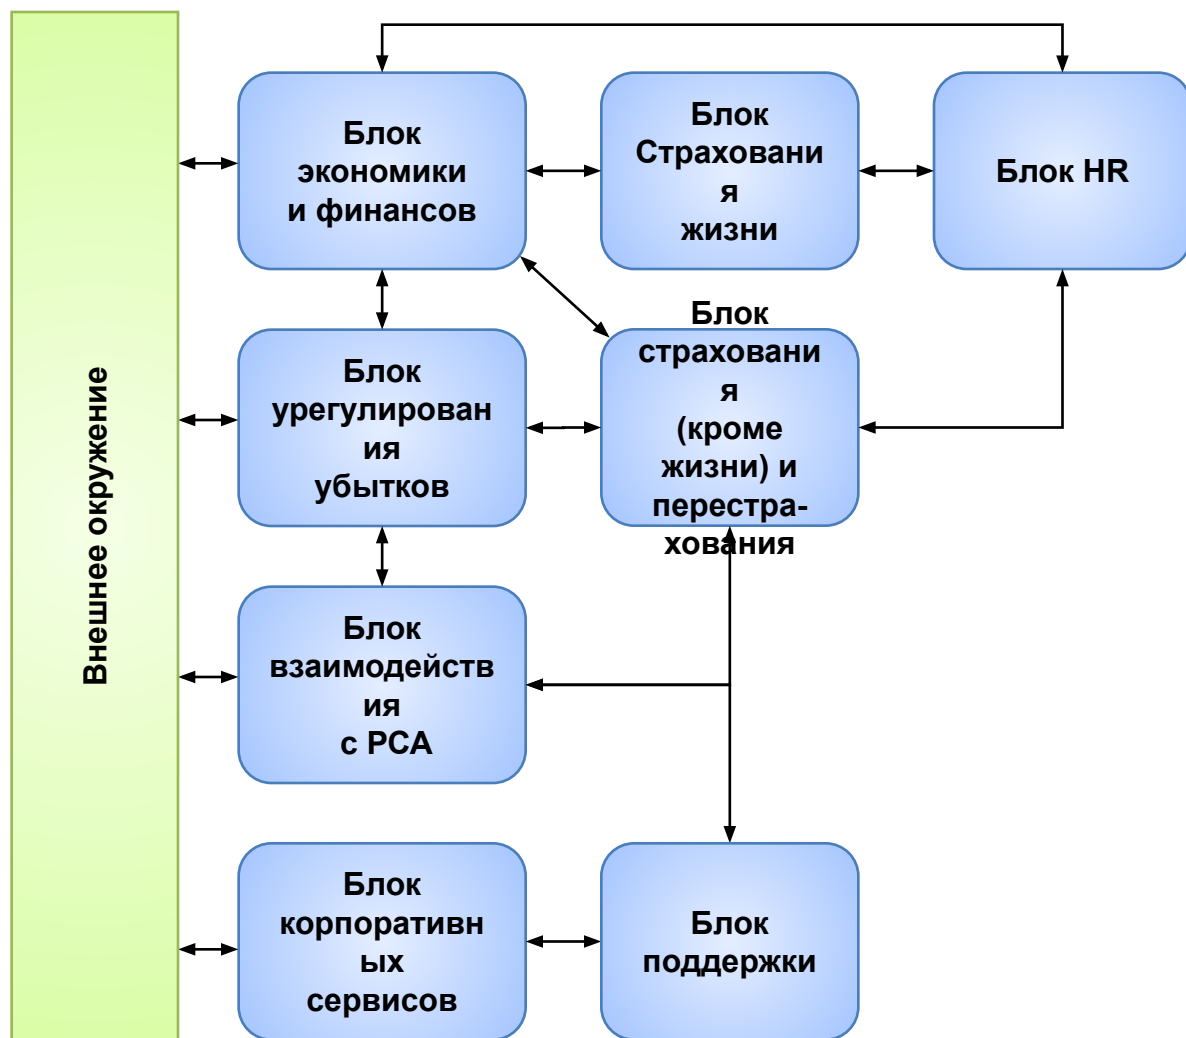 Внешнее окружение
Блок
экономики
и финансов
Блок
Страховани
я
жизни
Блок HR
Блок
урегулирован
ия
убытков
Блок
страховани
я
(кроме
жизни) и
перестра-
хования
Блок
взаимодейств
ия
с РСА
Блок
корпоративн
ых
сервисов
Блок
поддержки